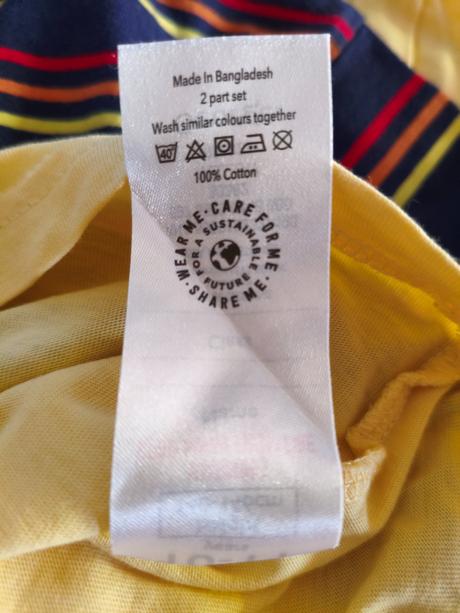 Made In Bangladesh
2 part set
Wash similar colours together
40°
100% Cotton
WEAR ME · CARE FOR ME · SHARE ME ·
FOR A SUSTAINABLE FUTURE